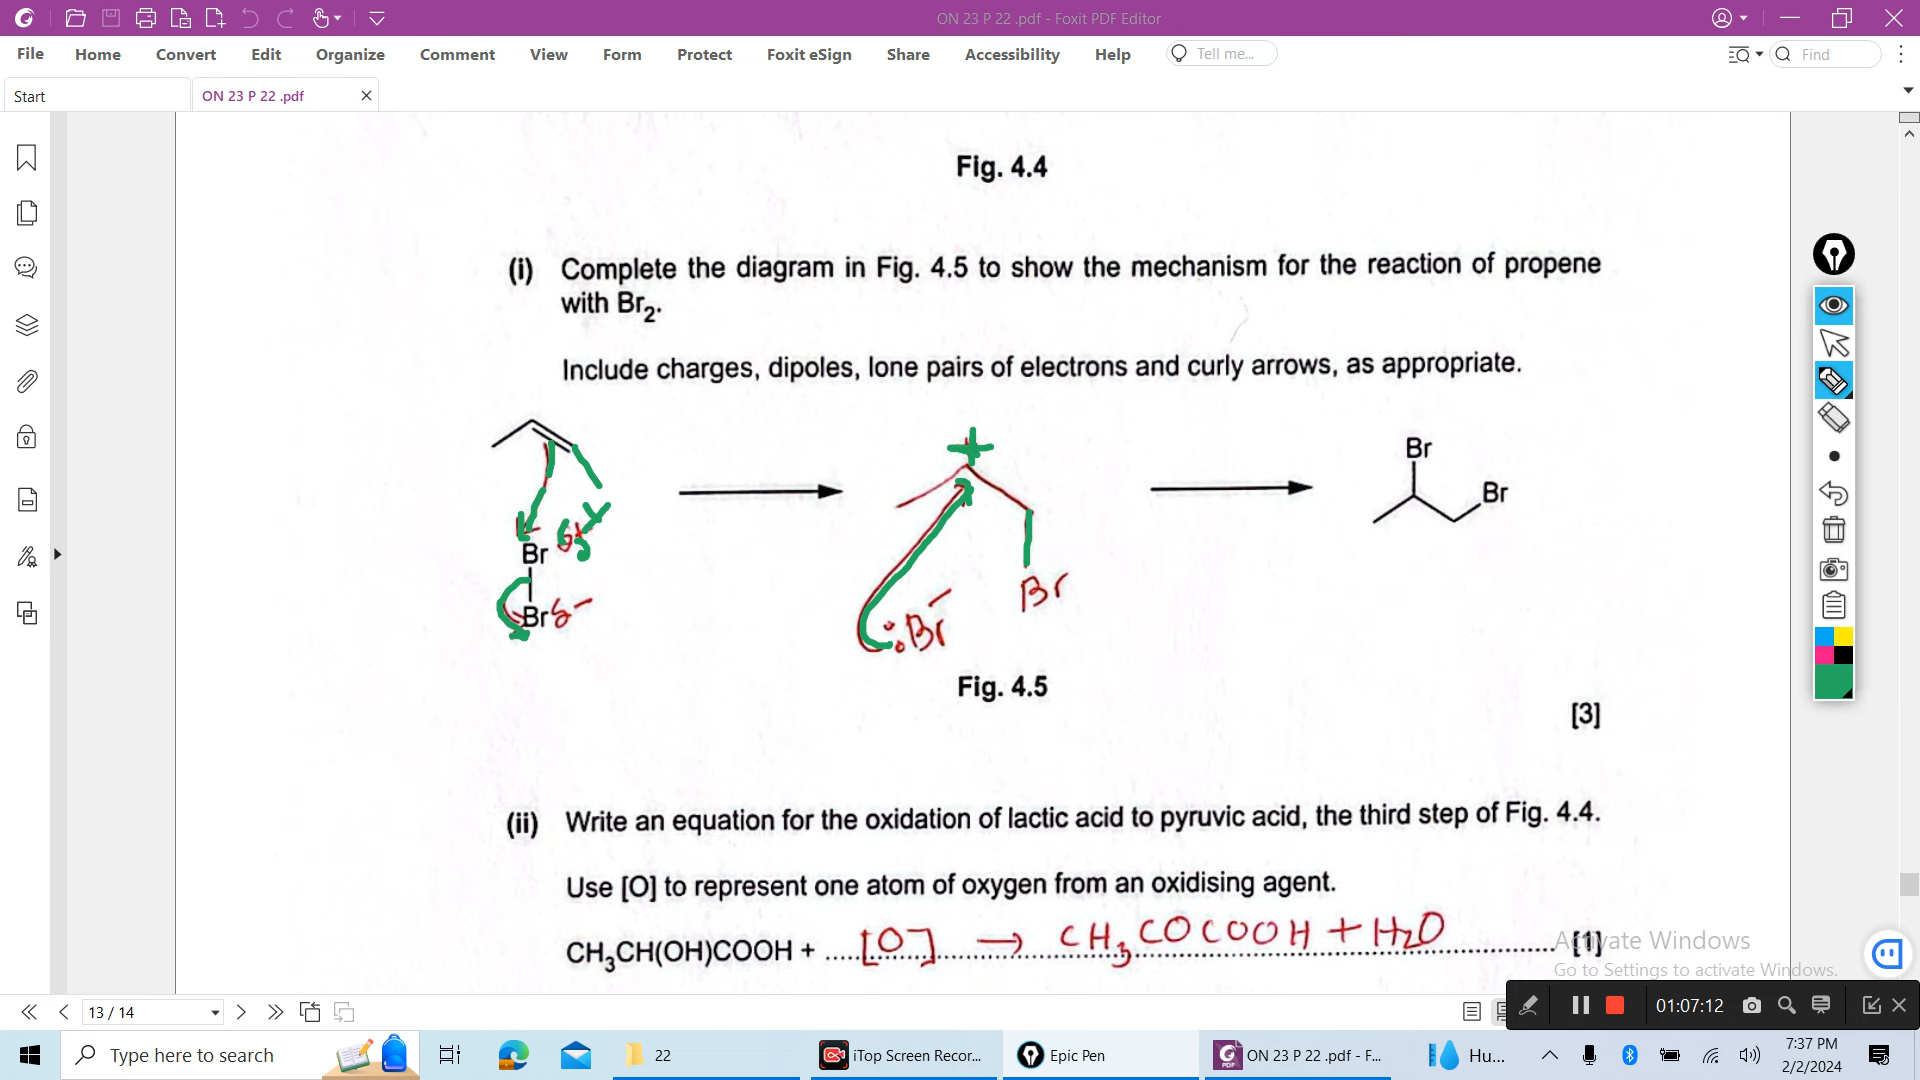 ON 23 P 22 .pdf - Foxit PDF Editor
File Home Convert Edit Organize Comment View Form Protect Foxit eSign Share Accessibility Help Tell me... Find
Start ON 23 P 22 .pdf
Fig. 4.4
(i) Complete the diagram in Fig. 4.5 to show the mechanism for the reaction of propene
with Br₂.
Include charges, dipoles, lone pairs of electrons and curly arrows, as appropriate.
+
Br
Br
Br δ+
Br δ−
:Br−
Br
Fig. 4.5
[3]
(ii) Write an equation for the oxidation of lactic acid to pyruvic acid, the third step of Fig. 4.4.
Use [O] to represent one atom of oxygen from an oxidising agent.
CH₃CH(OH)COOH + ..... [O] → CH₃COCOOH + H₂O ..... [1]
Activate Windows
Go to Settings to activate Windows.
13 / 14
01:07:12
Type here to search
22
iTop Screen Recor...
Epic Pen
ON 23 P 22 .pdf - F...
Hu...
7:37 PM
2/2/2024